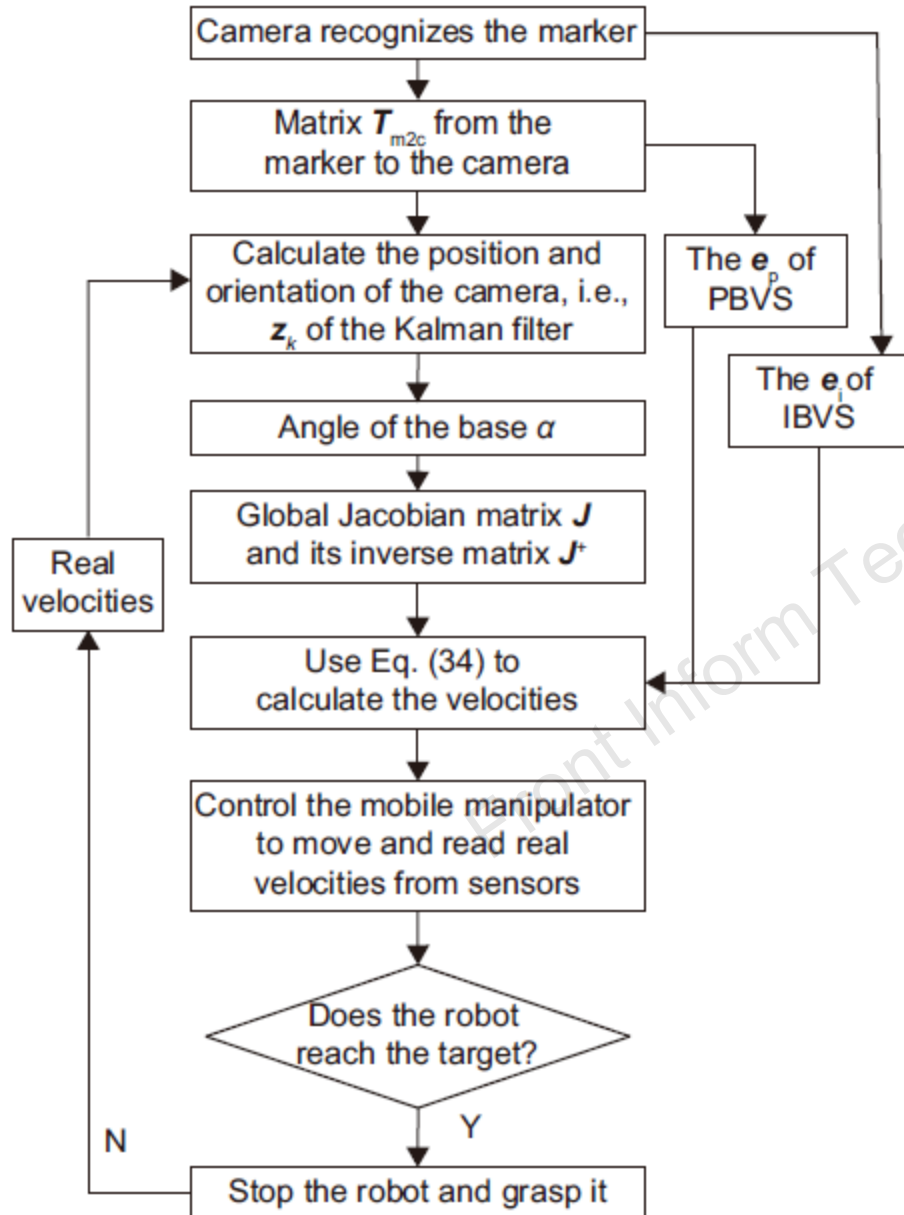 Camera recognizes the marker
Matrix T_m2c from the
marker to the camera
Calculate the position and
orientation of the camera, i.e.,
z_k of the Kalman filter
The e_p of
PBVS
The e_i of
IBVS
Angle of the base α
Global Jacobian matrix J
and its inverse matrix J⁺
Real
velocities
Use Eq. (34) to
calculate the velocities
Control the mobile manipulator
to move and read real
velocities from sensors
Does the robot
reach the target?
N
Y
Stop the robot and grasp it
Front Inform Tec